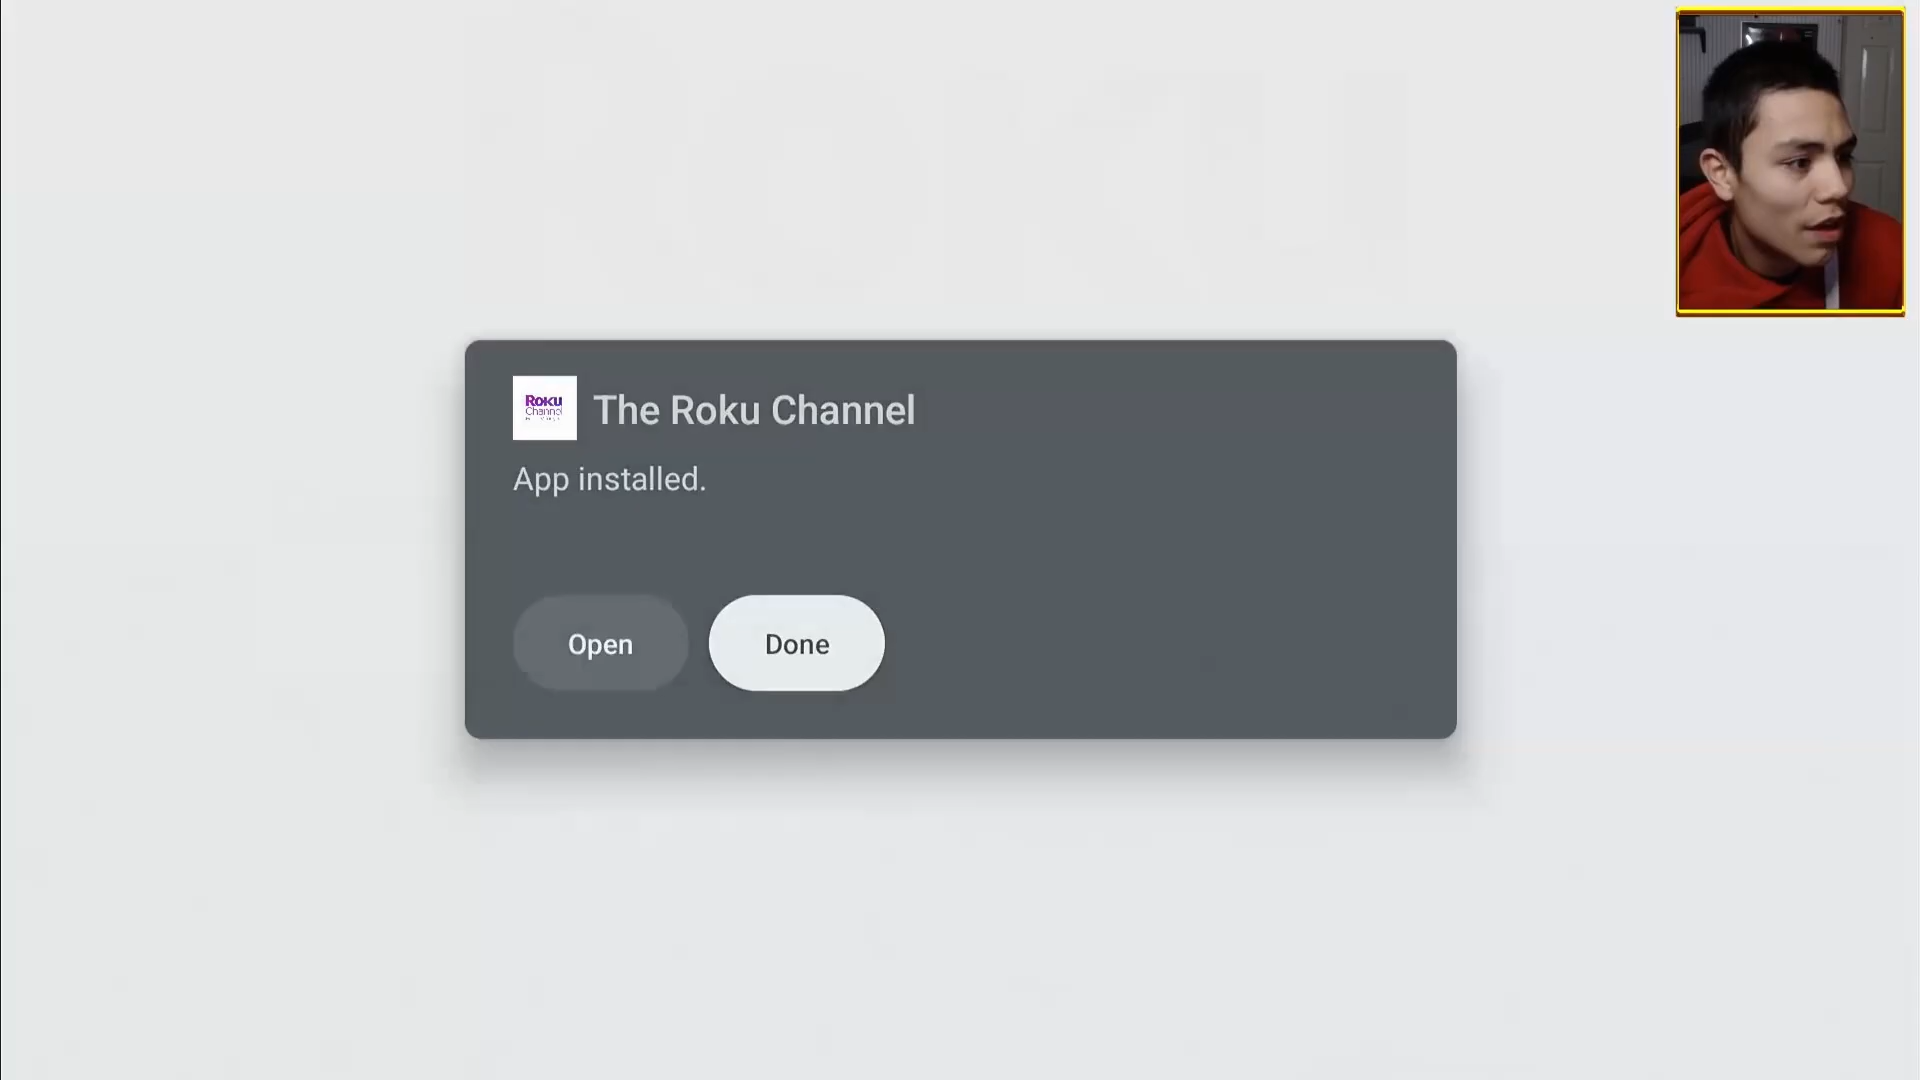 Roku
Channel
The Roku Channel
App installed.
Open
Done